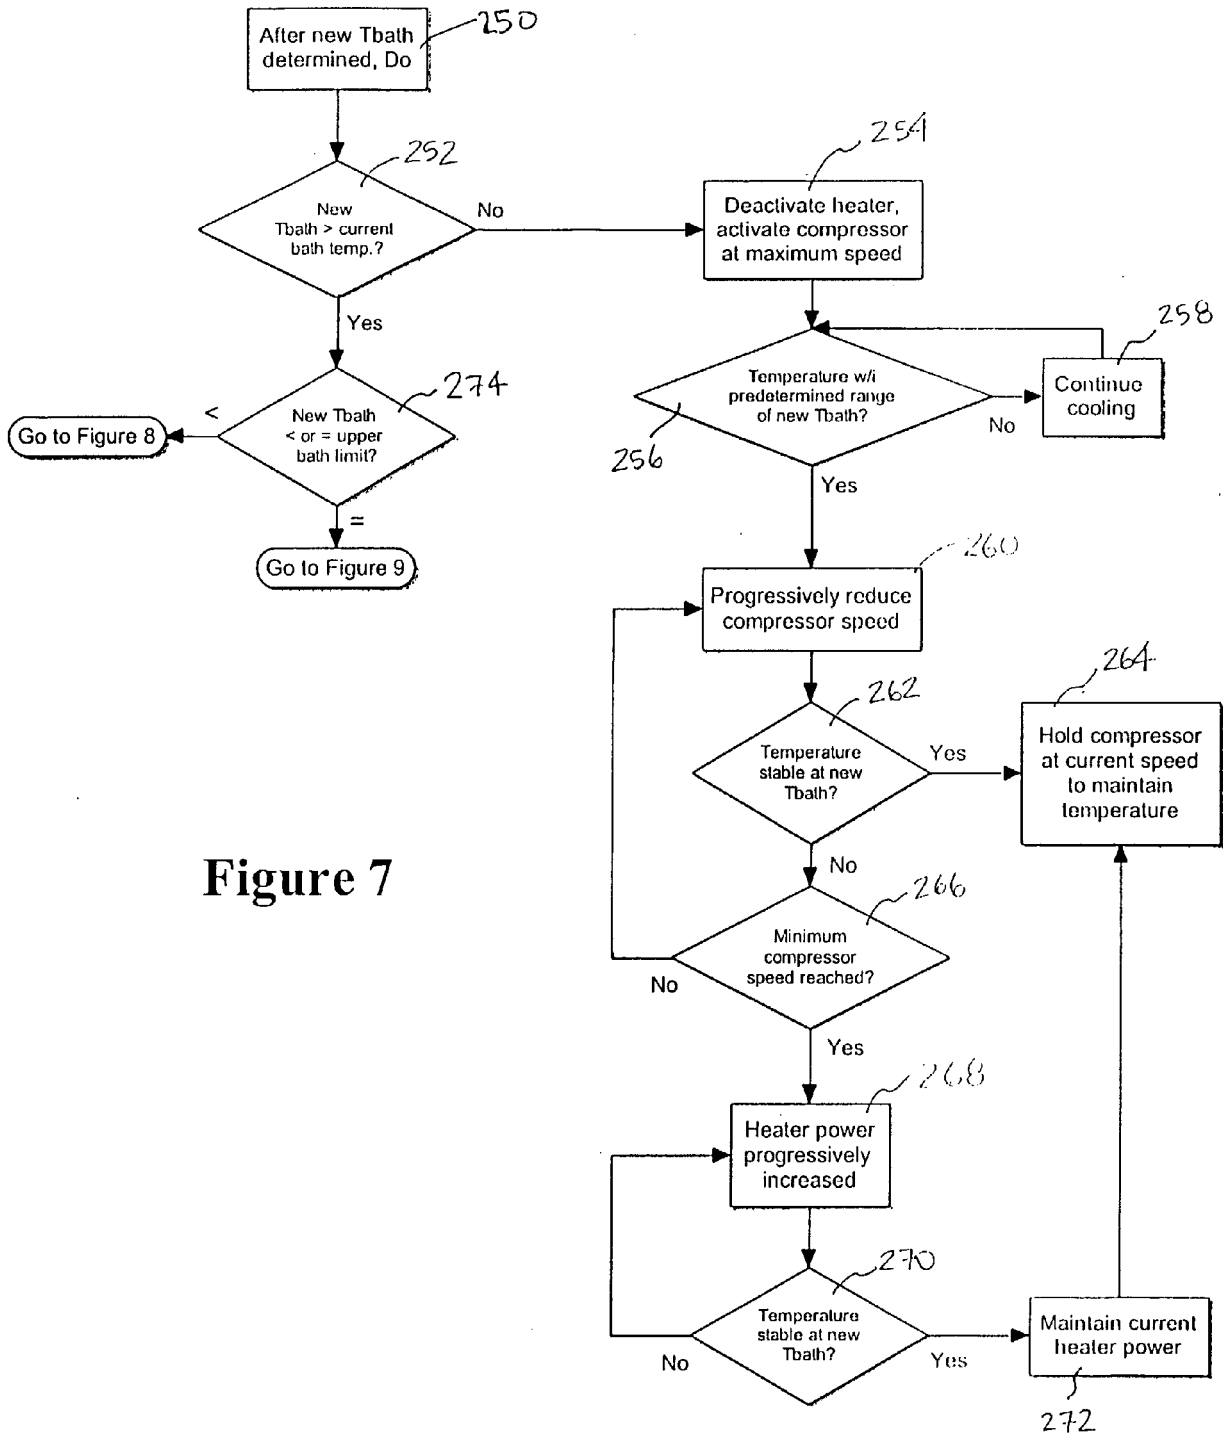 After new Tbath
determined, Do
250
252
New
Tbath > current
bath temp.?
No
Yes
254
Deactivate heater,
activate compressor
at maximum speed
258
Continue
cooling
Temperature w/i
predetermined range
of new Tbath?
No
256
Yes
274
New Tbath
< or = upper
bath limit?
<
Go to Figure 8
=
Go to Figure 9
260
Progressively reduce
compressor speed
262
Temperature
stable at new
Tbath?
Yes
No
264
Hold compressor
at current speed
to maintain
temperature
266
Minimum
compressor
speed reached?
No
Yes
Figure 7
268
Heater power
progressively
increased
270
Temperature
stable at new
Tbath?
No
Yes
Maintain current
heater power
272